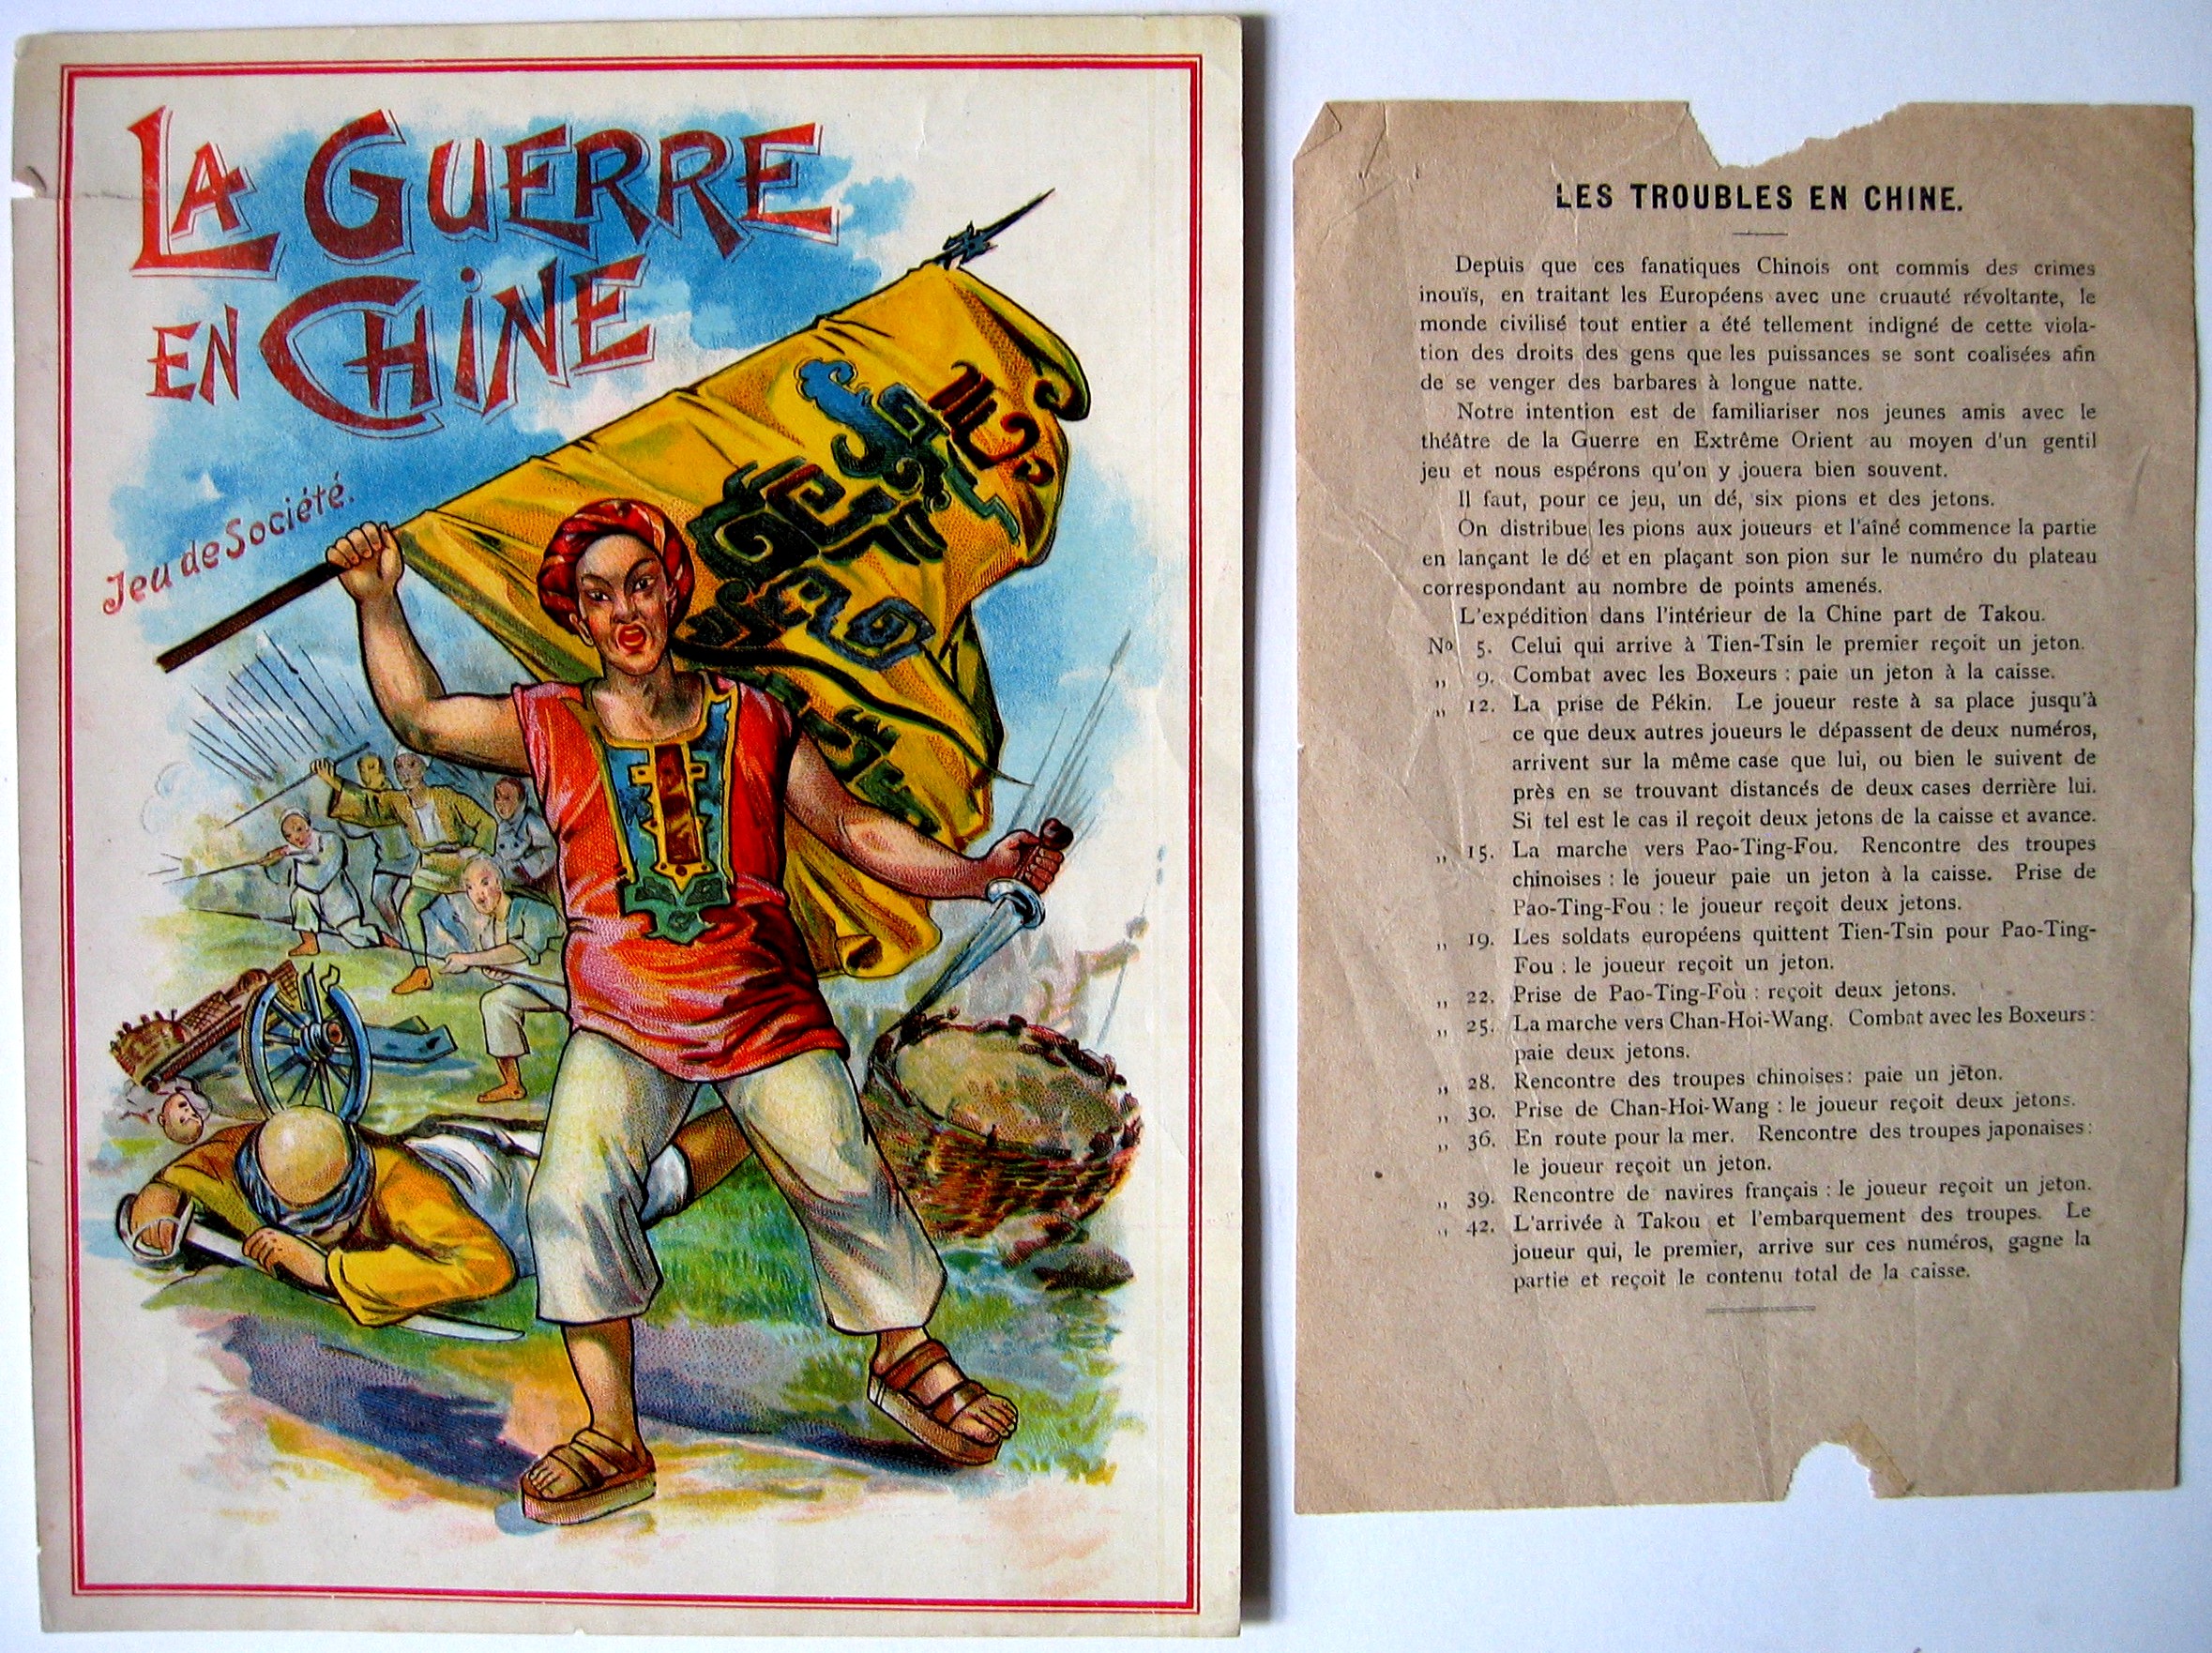 LA GUERRE
EN CHINE
Jeu de Société.
LES TROUBLES EN CHINE.
Depuis que ces fanatiques Chinois ont commis des crimes
inouïs, en traitant les Européens avec une cruauté révoltante, le
monde civilisé tout entier a été tellement indigné de cette viola-
tion des droits des gens que les puissances se sont coalisées afin
de se venger des barbares à longue natte.
Notre intention est de familiariser nos jeunes amis avec le
théâtre de la Guerre en Extrême Orient au moyen d'un gentil
jeu et nous espérons qu'on y jouera bien souvent.
Il faut, pour ce jeu, un dé, six pions et des jetons.
On distribue les pions aux joueurs et l'aîné commence la partie
en lançant le dé et en plaçant son pion sur le numéro du plateau
correspondant au nombre de points amenés.
L'expédition dans l'intérieur de la Chine part de Takou.
No 5. Celui qui arrive à Tien-Tsin le premier reçoit un jeton.
„ 9. Combat avec les Boxeurs : paie un jeton à la caisse.
„ 12. La prise de Pékin. Le joueur reste à sa place jusqu'à
ce que deux autres joueurs le dépassent de deux numéros,
arrivent sur la même case que lui, ou bien le suivent de
près en se trouvant distancés de deux cases derrière lui.
Si tel est le cas il reçoit deux jetons de la caisse et avance.
„ 15. La marche vers Pao-Ting-Fou. Rencontre des troupes
chinoises : le joueur paie un jeton à la caisse. Prise de
Pao-Ting-Fou : le joueur reçoit deux jetons.
„ 19. Les soldats européens quittent Tien-Tsin pour Pao-Ting-
Fou : le joueur reçoit un jeton.
„ 22. Prise de Pao-Ting-Fou : reçoit deux jetons.
„ 25. La marche vers Chan-Hoi-Wang. Combat avec les Boxeurs :
paie deux jetons.
„ 28. Rencontre des troupes chinoises : paie un jeton.
„ 30. Prise de Chan-Hoi-Wang : le joueur reçoit deux jetons.
„ 36. En route pour la mer. Rencontre des troupes japonaises :
le joueur reçoit un jeton.
„ 39. Rencontre de navires français : le joueur reçoit un jeton.
„ 42. L'arrivée à Takou et l'embarquement des troupes. Le
joueur qui, le premier, arrive sur ces numéros, gagne la
partie et reçoit le contenu total de la caisse.